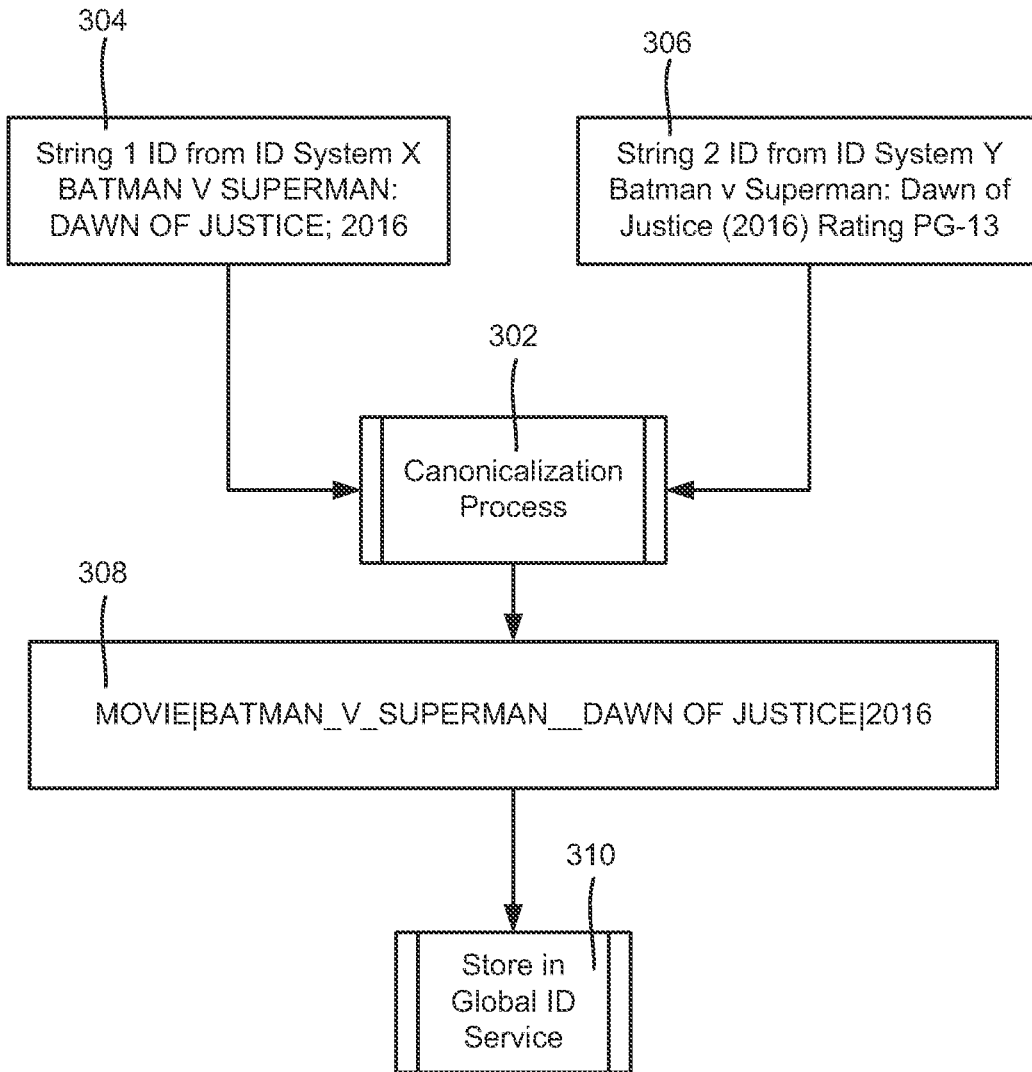 304
306
String 1 ID from ID System X
BATMAN V SUPERMAN:
DAWN OF JUSTICE; 2016
String 2 ID from ID System Y
Batman v Superman: Dawn of
Justice (2016) Rating PG-13
302
Canonicalization
Process
308
MOVIE|BATMAN_V_SUPERMAN__DAWN OF JUSTICE|2016
310
Store in
Global ID
Service